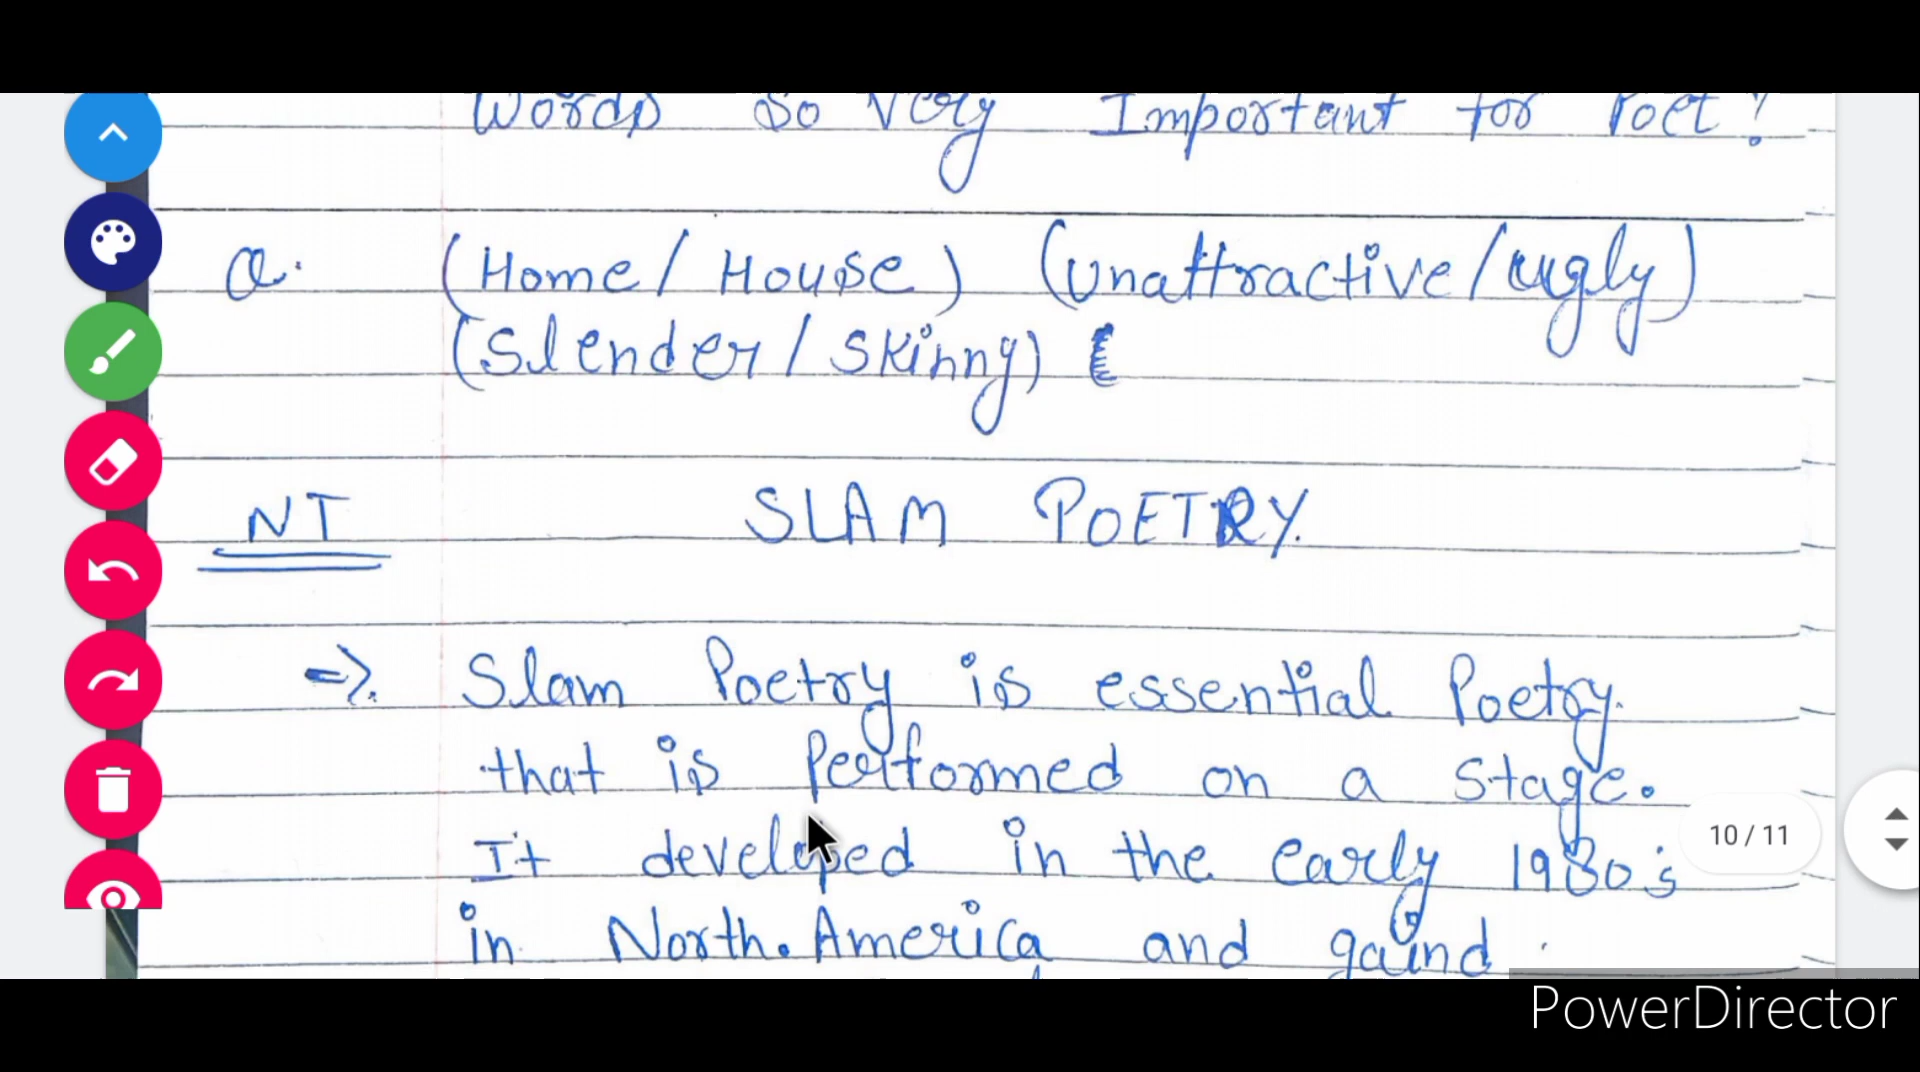 Words so Very Important for Poet?
Q. (Home/House) (Unattractive/ugly)
(Slender/Skinny)
NT SLAM POETRY.
=> Slam Poetry is essential Poetry.
that is Performed on a Stage.
It developed in the early 1980's
10 / 11
in North. America and gaind
PowerDirector